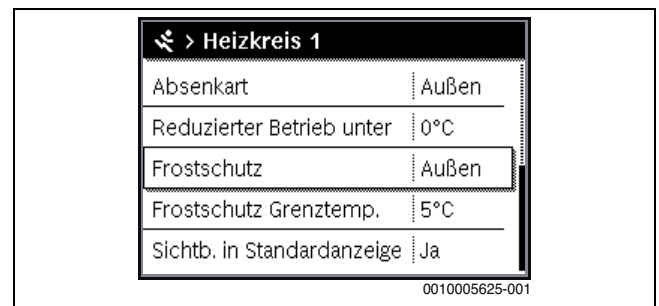 > Heizkreis 1
Absenkart Außen
Reduzierter Betrieb unter 0°C
Frostschutz Außen
Frostschutz Grenztemp. 5°C
Sichtb. in Standardanzeige Ja
0010005625-001